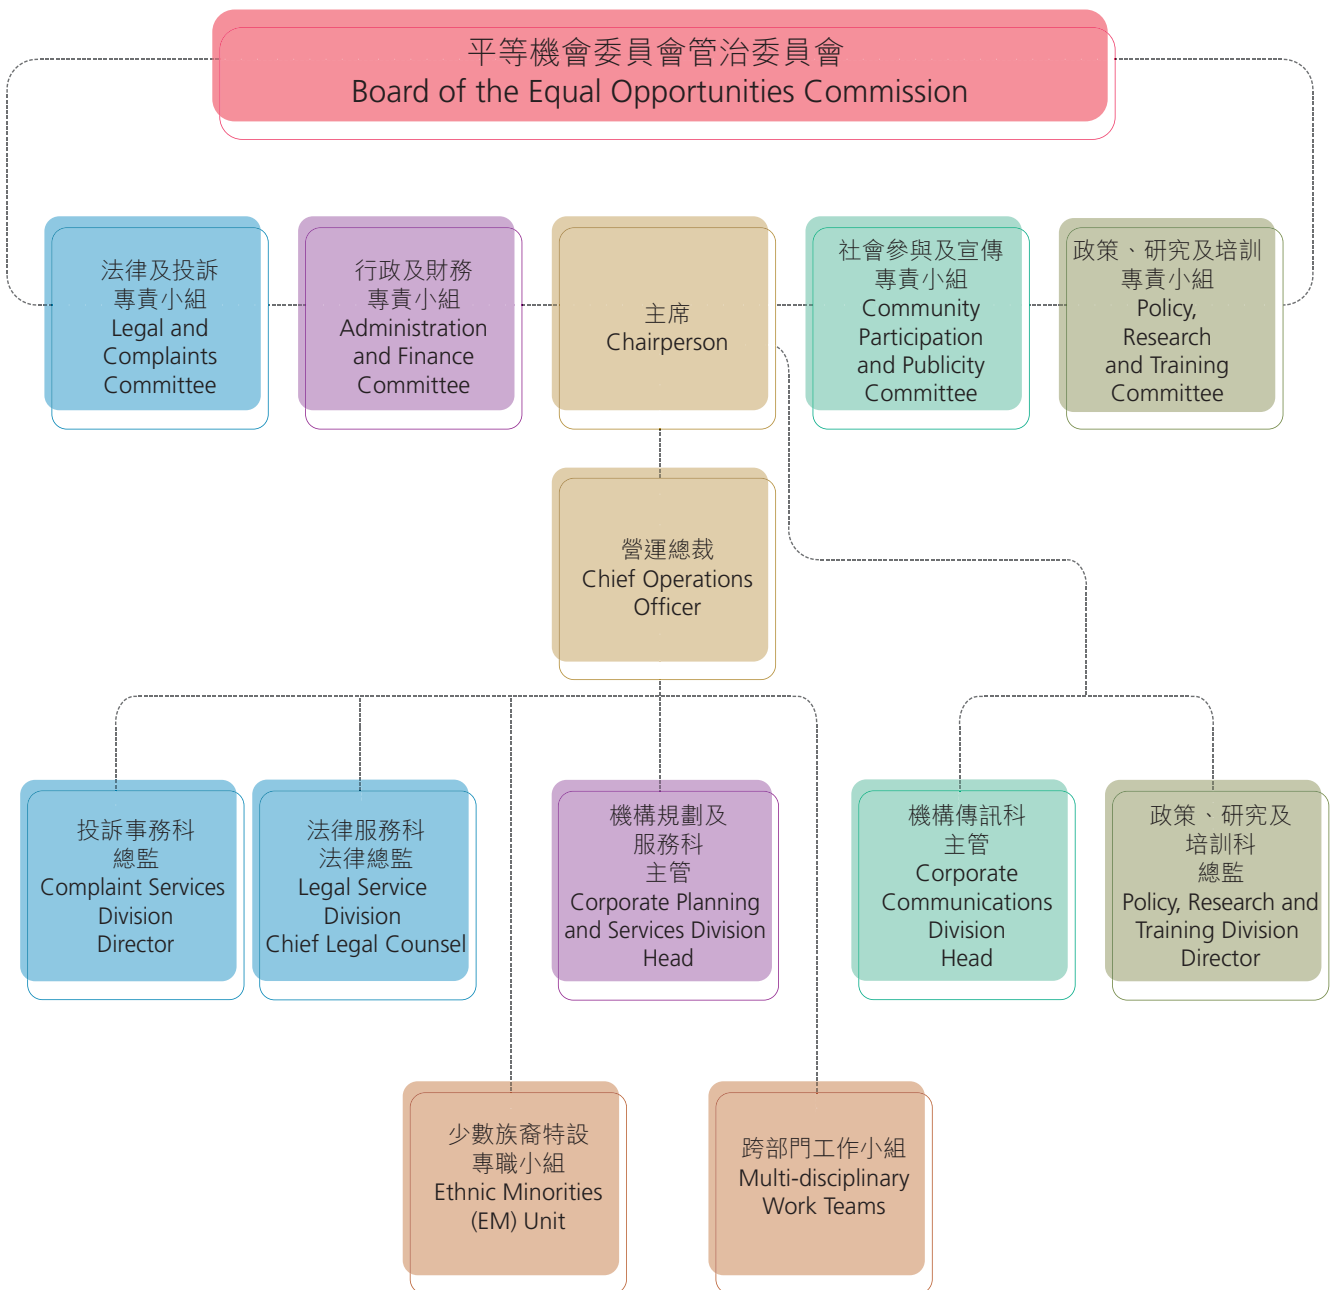 平等機會委員會管治委員會
Board of the Equal Opportunities Commission
法律及投訴
專責小組
Legal and
Complaints
Committee
行政及財務
專責小組
Administration
and Finance
Committee
主席
Chairperson
社會參與及宣傳
專責小組
Community
Participation
and Publicity
Committee
政策、研究及培訓
專責小組
Policy,
Research
and Training
Committee
營運總裁
Chief Operations
Officer
投訴事務科
總監
Complaint Services
Division
Director
法律服務科
法律總監
Legal Service
Division
Chief Legal Counsel
機構規劃及
服務科
主管
Corporate Planning
and Services Division
Head
機構傳訊科
主管
Corporate
Communications
Division
Head
政策、研究及
培訓科
總監
Policy, Research and
Training Division
Director
少數族裔特設
專職小組
Ethnic Minorities
(EM) Unit
跨部門工作小組
Multi-disciplinary
Work Teams